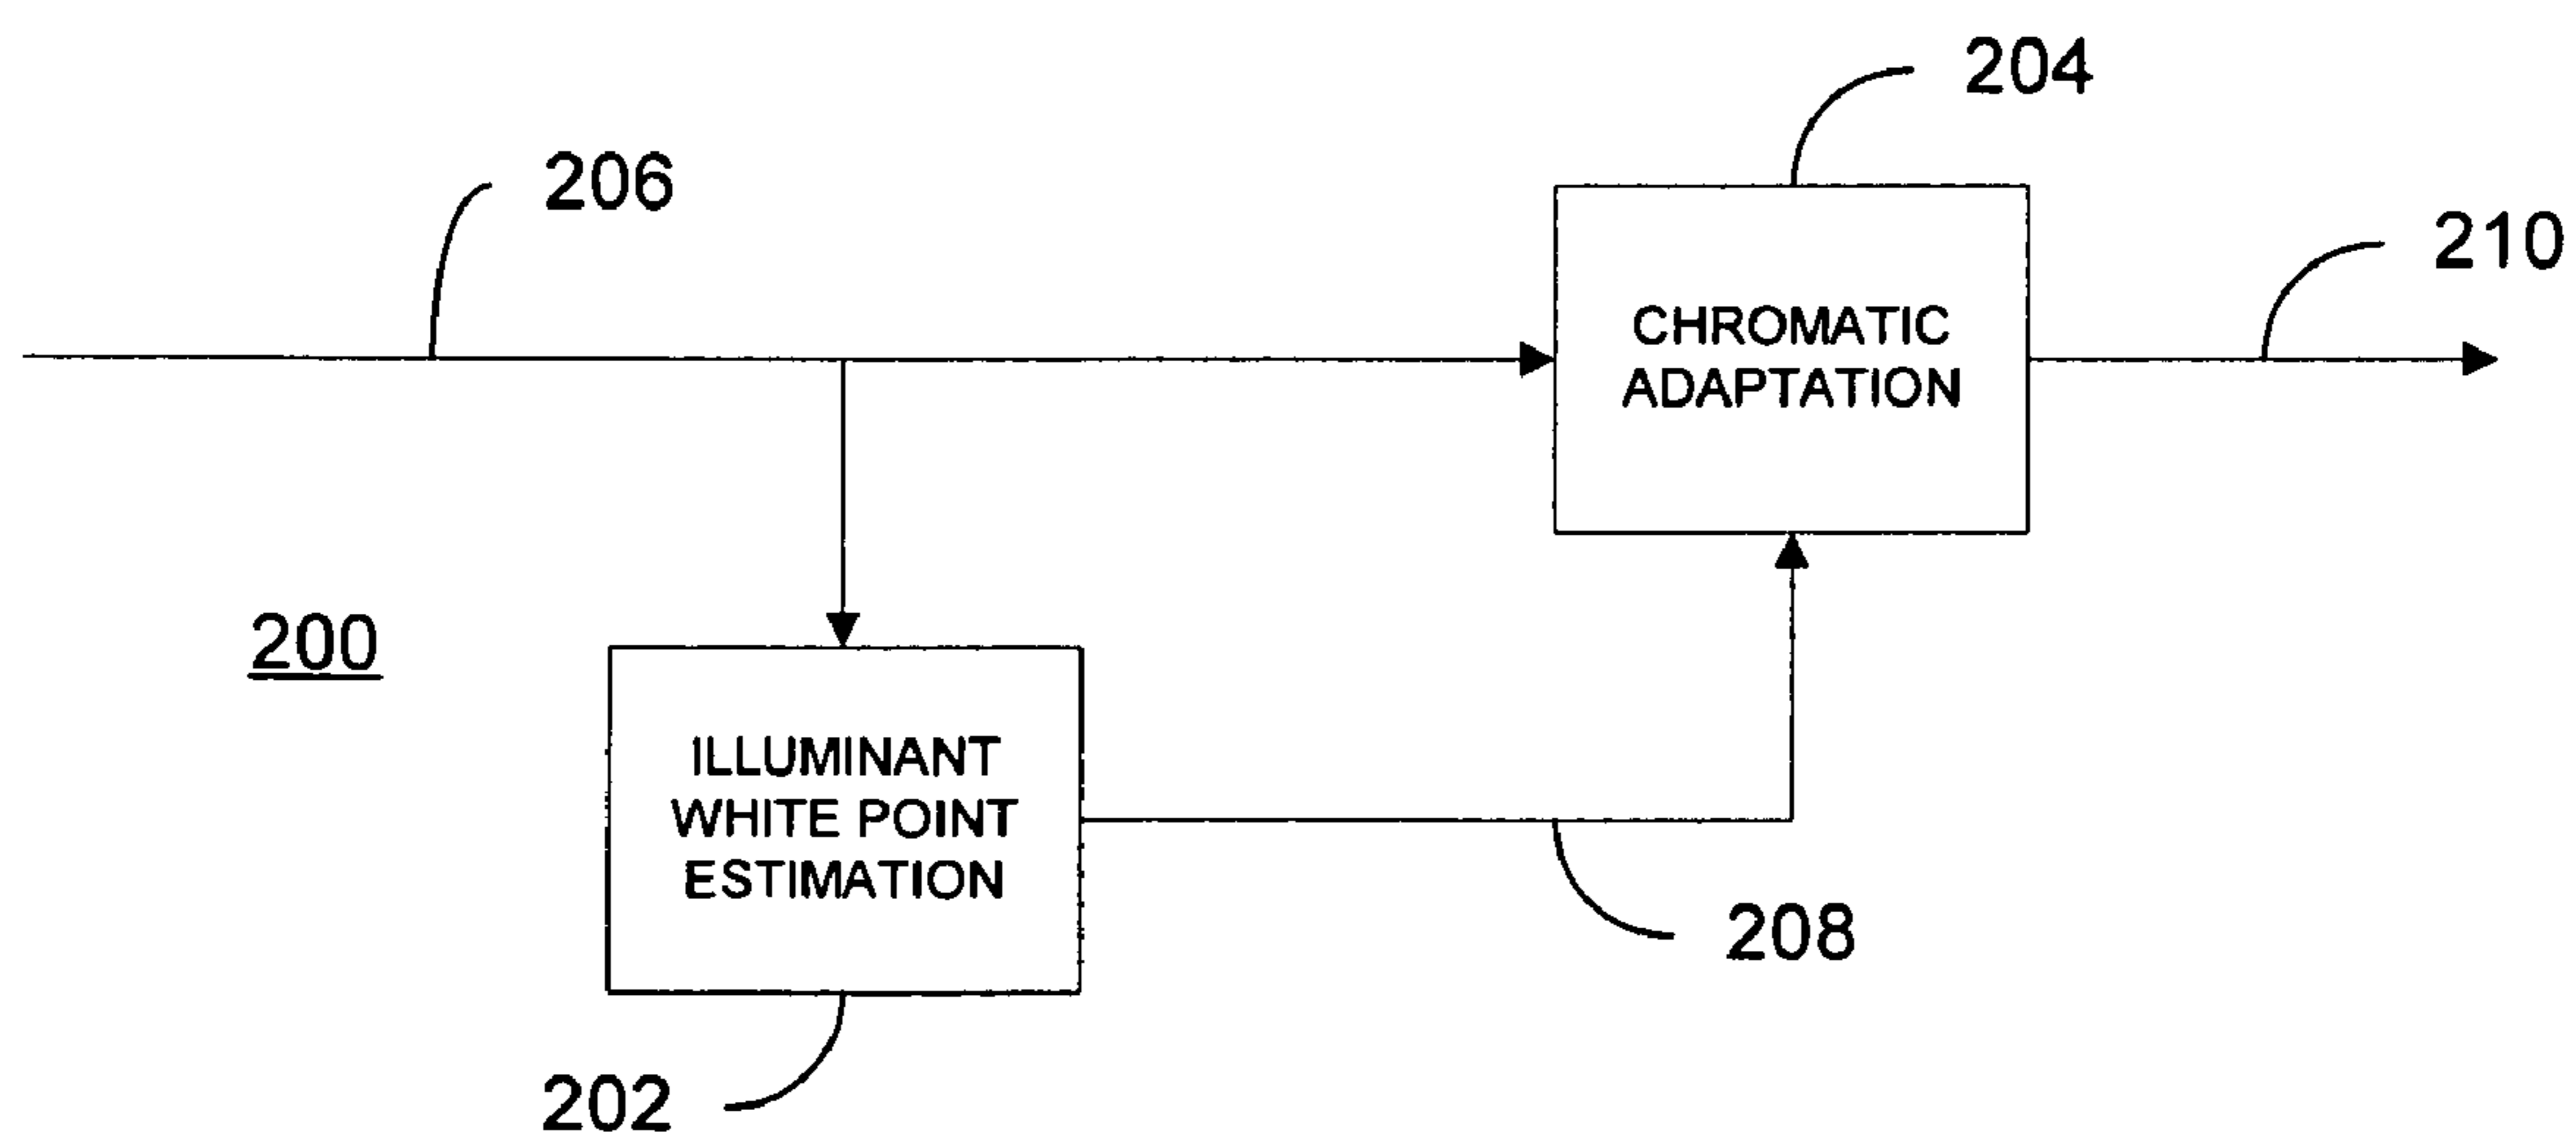 204
206
210
CHROMATIC
ADAPTATION
200
ILLUMINANT
WHITE POINT
ESTIMATION
208
202